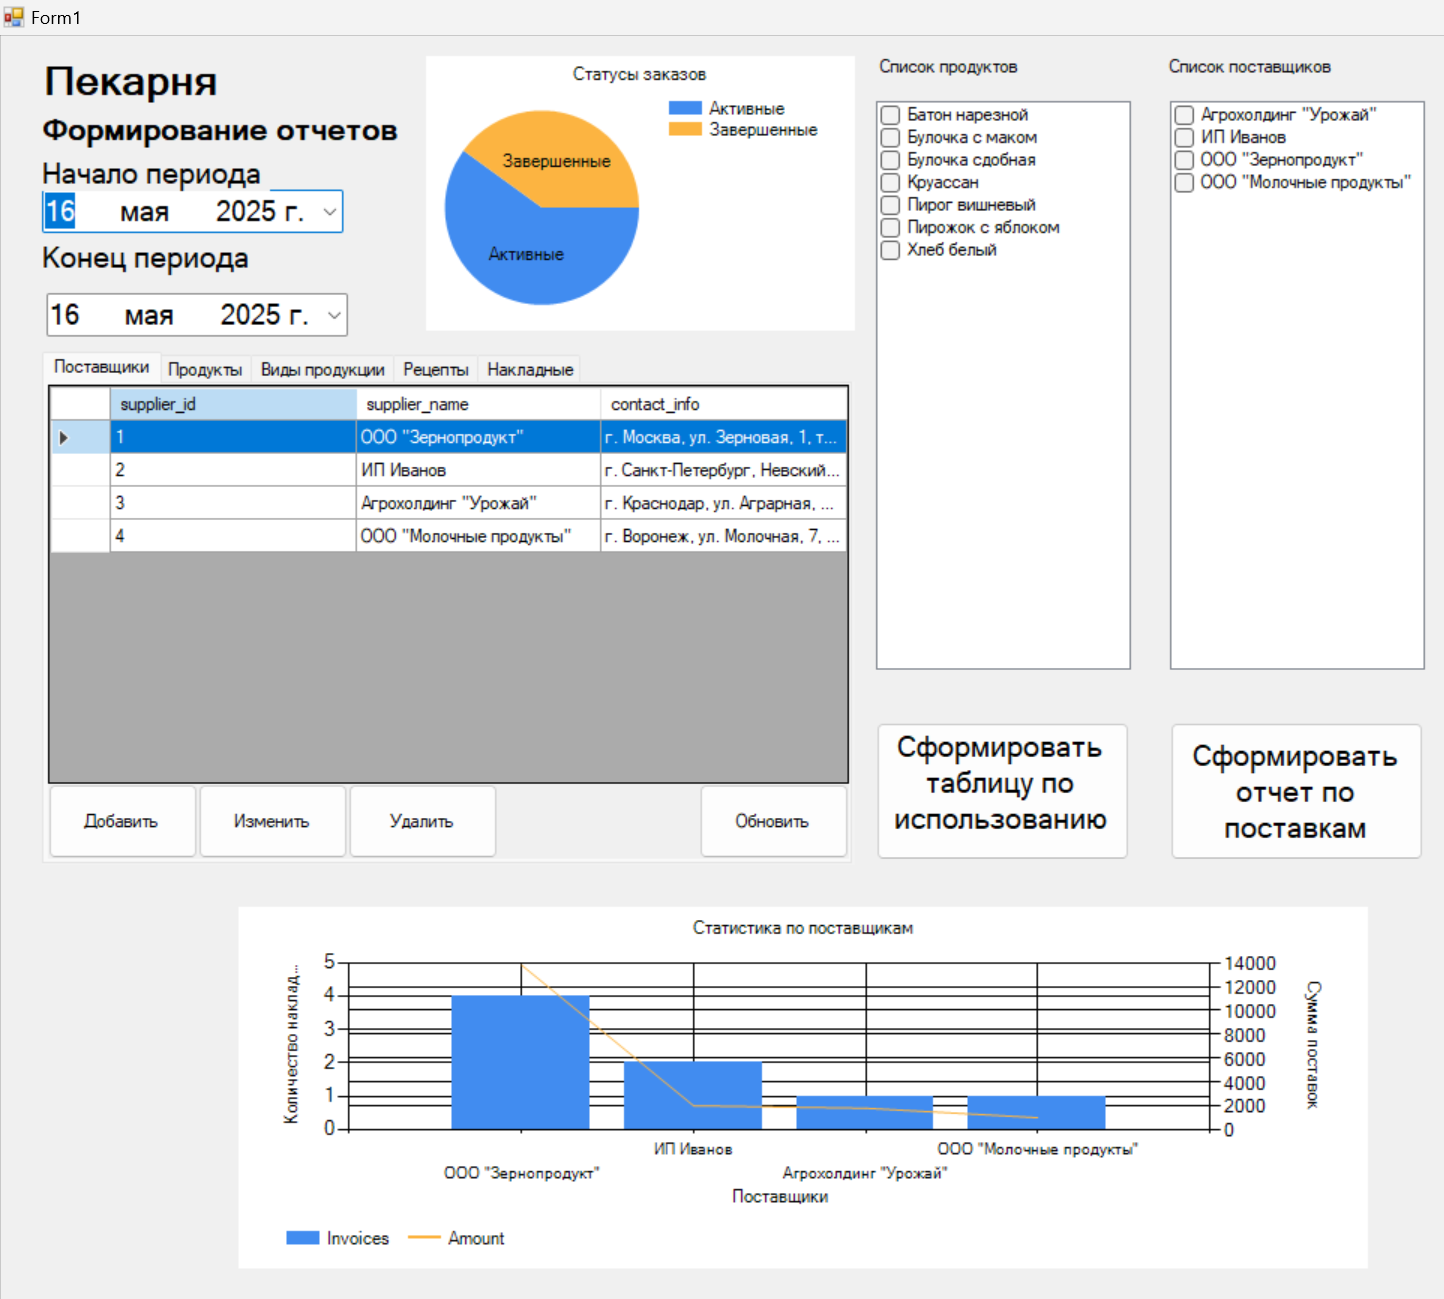 Form1
Пекарня
Формирование отчетов
Начало периода
16 мая 2025 г.
Конец периода
16 мая 2025 г.
Статусы заказов
Активные
Завершенные
Завершенные
Активные
Список продуктов
Батон нарезной
Булочка с маком
Булочка сдобная
Круассан
Пирог вишневый
Пирожок с яблоком
Хлеб белый
Список поставщиков
Агрохолдинг "Урожай"
ИП Иванов
ООО "Зернопродукт"
ООО "Молочные продукты"
Поставщики Продукты Виды продукции Рецепты Накладные
supplier_id supplier_name contact_info
1 ООО "Зернопродукт" г. Москва, ул. Зерновая, 1, т...
2 ИП Иванов г. Санкт-Петербург, Невский...
3 Агрохолдинг "Урожай" г. Краснодар, ул. Аграрная, ...
4 ООО "Молочные продукты" г. Воронеж, ул. Молочная, 7, ...
Добавить Изменить Удалить Обновить
Сформировать
таблицу по
использованию
Сформировать
отчет по
поставкам
Статистика по поставщикам
Количество наклад...
5
4
3
2
1
0
14000
12000
10000
8000
6000
4000
2000
0
Сумма поставок
ИП Иванов ООО "Молочные продукты"
ООО "Зернопродукт" Агрохолдинг "Урожай"
Поставщики
Invoices Amount